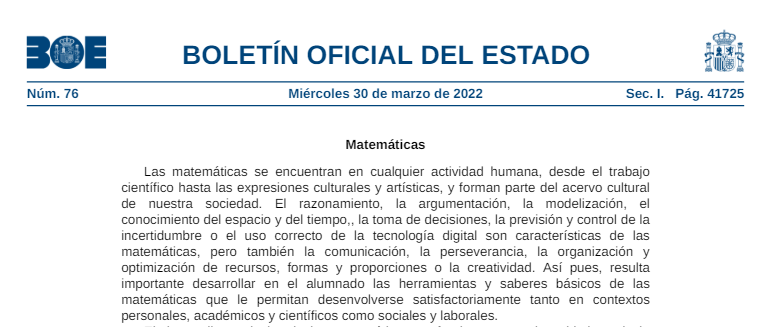 BOE
BOLETÍN OFICIAL DEL ESTADO
Núm. 76 Miércoles 30 de marzo de 2022 Sec. I. Pág. 41725
Matemáticas
Las matemáticas se encuentran en cualquier actividad humana, desde el trabajo
científico hasta las expresiones culturales y artísticas, y forman parte del acervo cultural
de nuestra sociedad. El razonamiento, la argumentación, la modelización, el
conocimiento del espacio y del tiempo,, la toma de decisiones, la previsión y control de la
incertidumbre o el uso correcto de la tecnología digital son características de las
matemáticas, pero también la comunicación, la perseverancia, la organización y
optimización de recursos, formas y proporciones o la creatividad. Así pues, resulta
importante desarrollar en el alumnado las herramientas y saberes básicos de las
matemáticas que le permitan desenvolverse satisfactoriamente tanto en contextos
personales, académicos y científicos como sociales y laborales.